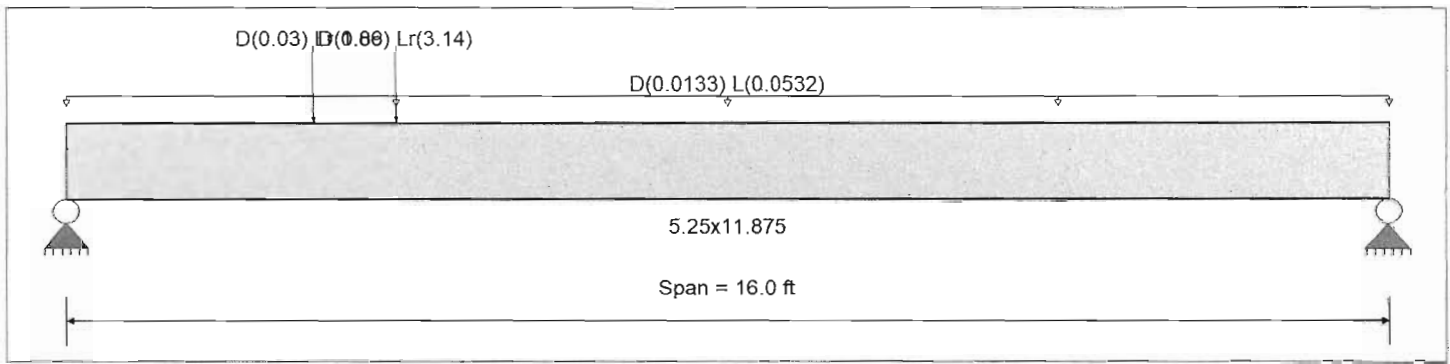 D(0.03) Lr(3.14)
D(0.0133) L(0.0532)
5.25x11.875
Span = 16.0 ft